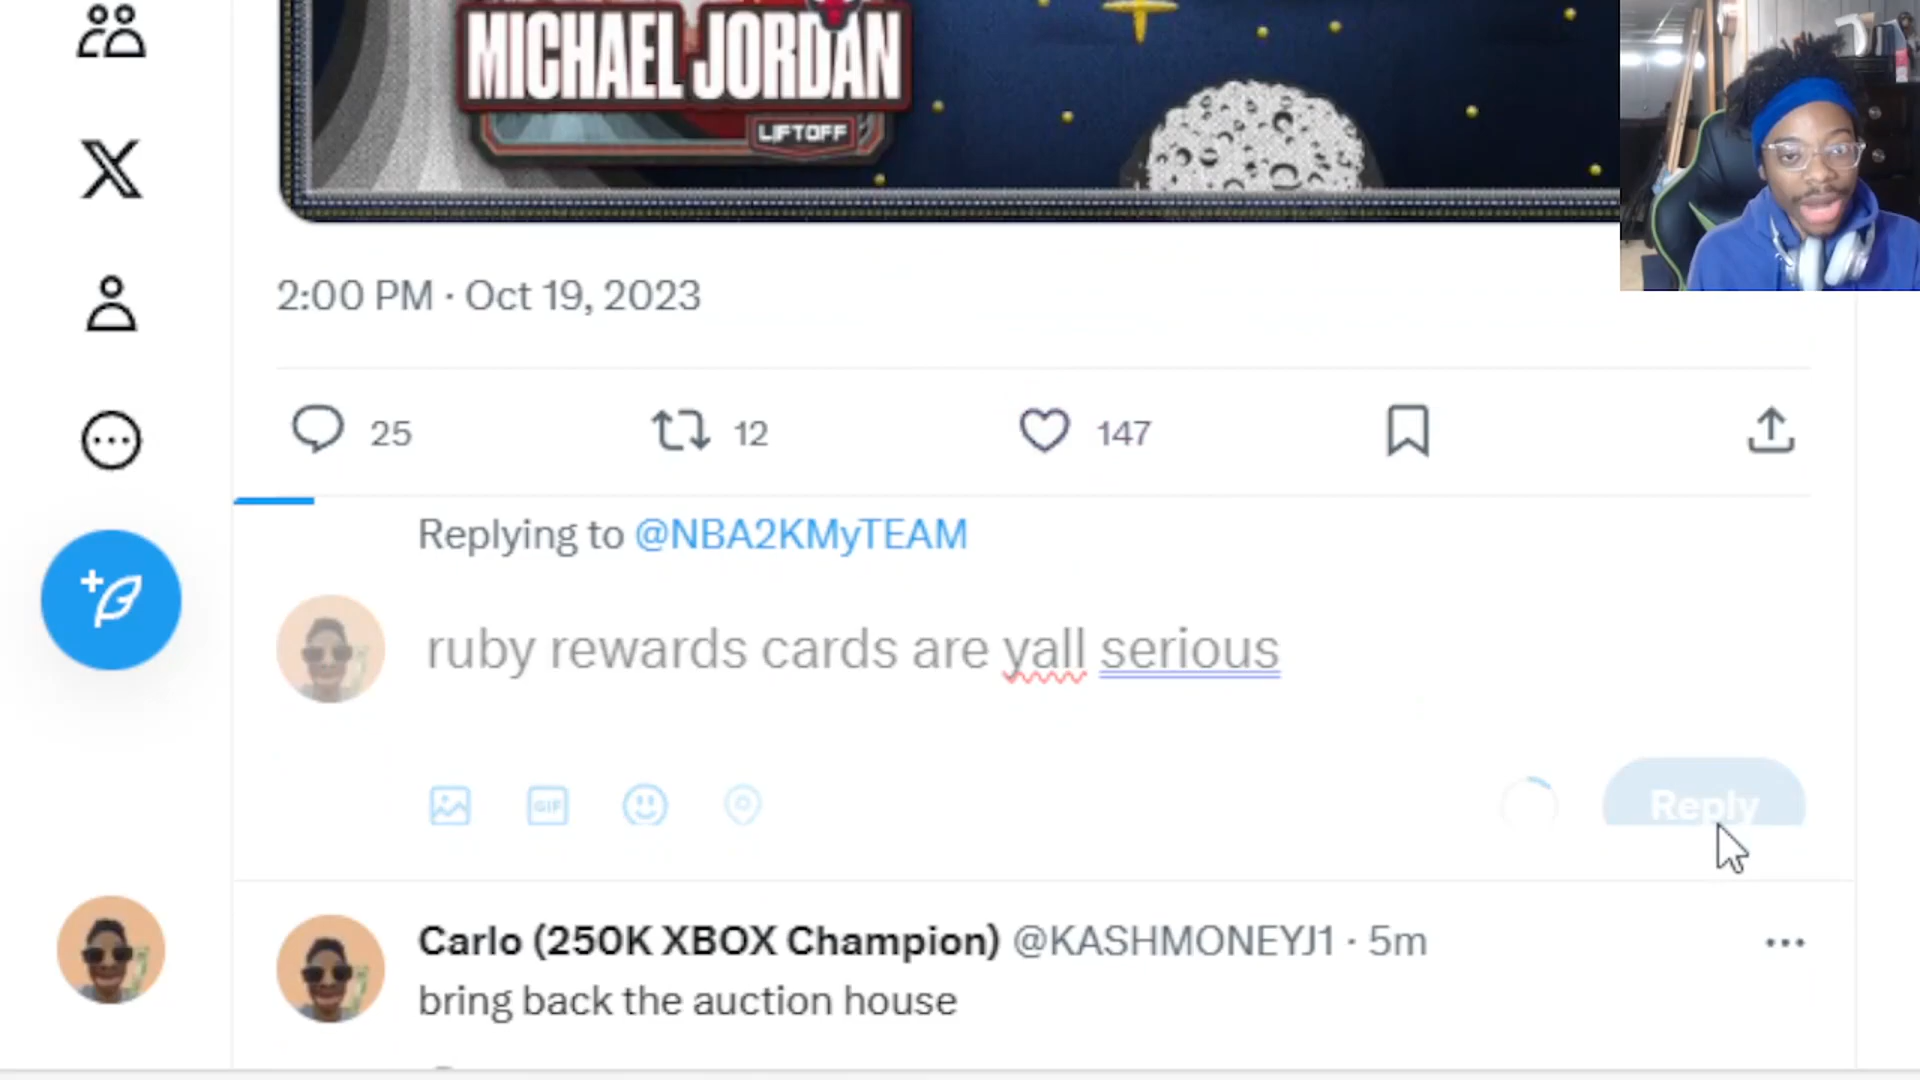 MICHAEL JORDAN
LIFTOFF
2:00 PM · Oct 19, 2023
25 12 147
Replying to @NBA2KMyTEAM
ruby rewards cards are yall serious
GIF
Reply
Carlo (250K XBOX Champion) @KASHMONEYJ1 · 5m
bring back the auction house